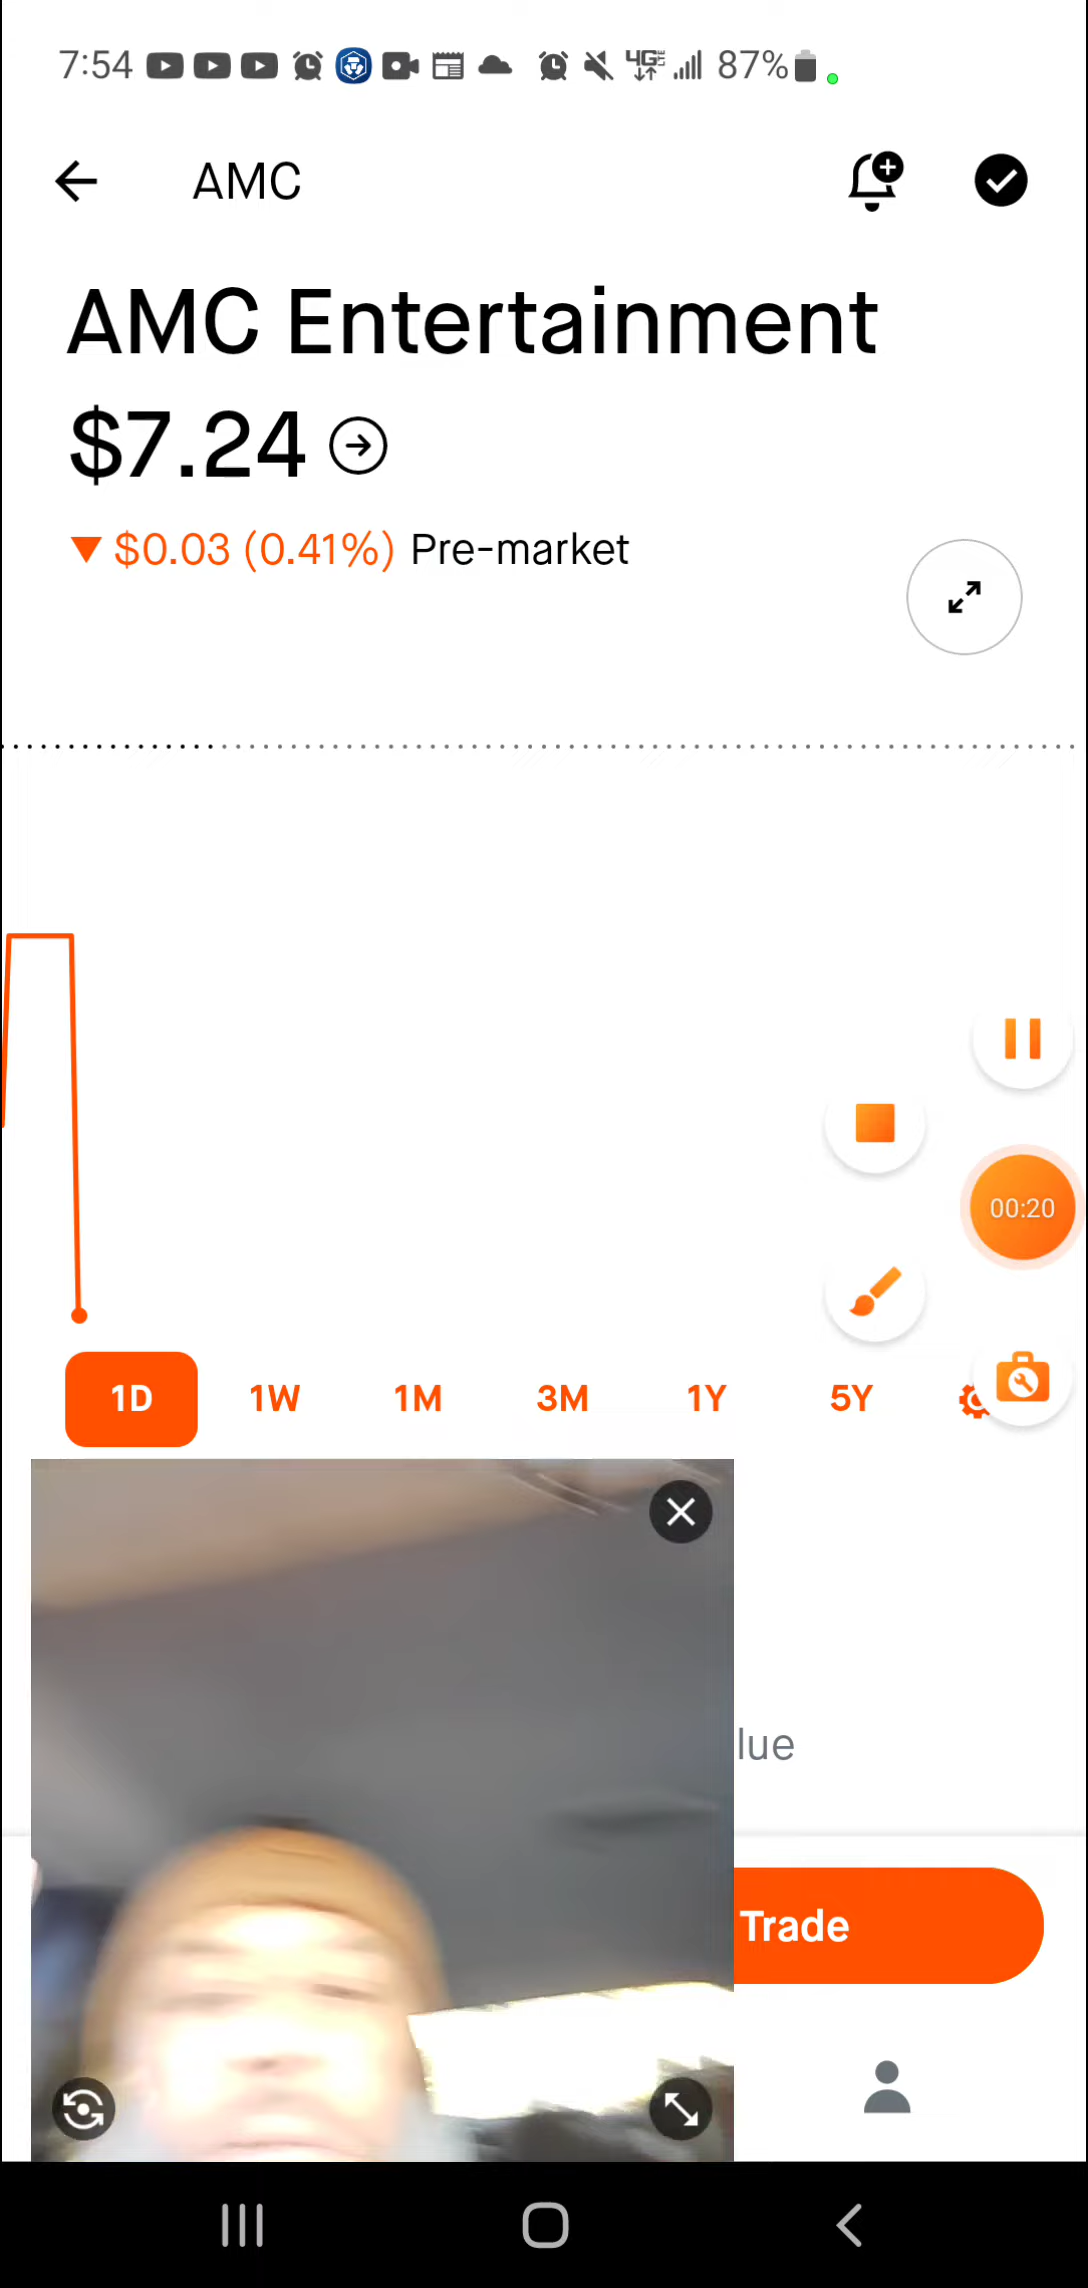 7:54 4G 87%
AMC
AMC Entertainment
$7.24
$0.03 (0.41%) Pre-market
00:20
1D 1W 1M 3M 1Y 5Y
lue
Trade